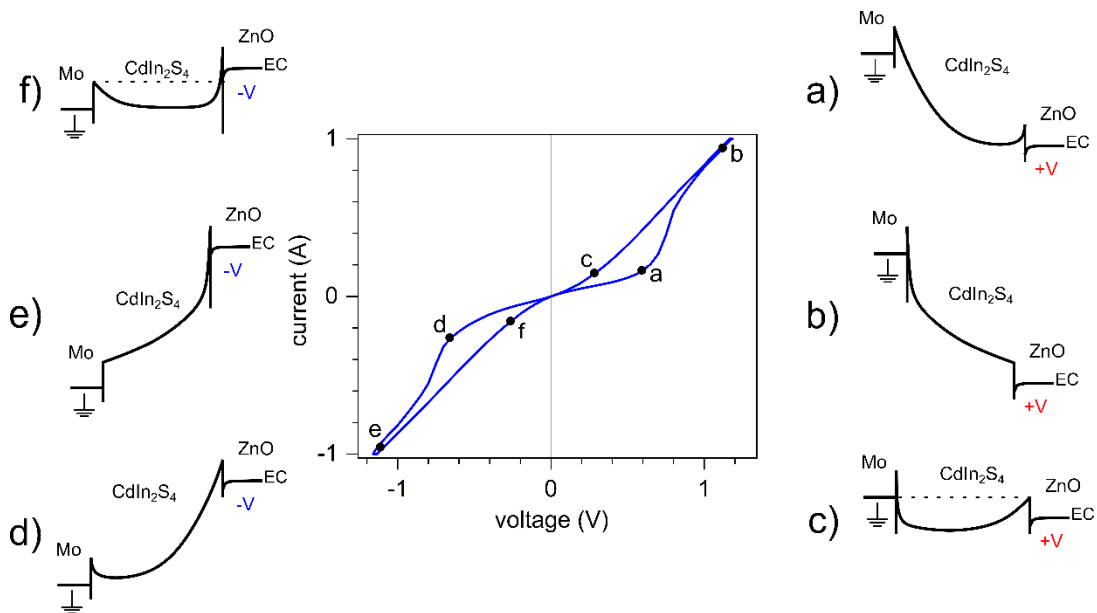 f)
Mo
CdIn₂S₄
ZnO
EC
-V
e)
Mo
CdIn₂S₄
ZnO
EC
-V
d)
Mo
CdIn₂S₄
ZnO
EC
-V
current (A)
1
0
-1
-1
0
1
voltage (V)
a
b
c
d
e
f
a)
Mo
CdIn₂S₄
ZnO
EC
+V
b)
Mo
CdIn₂S₄
ZnO
EC
+V
c)
Mo
CdIn₂S₄
ZnO
EC
+V